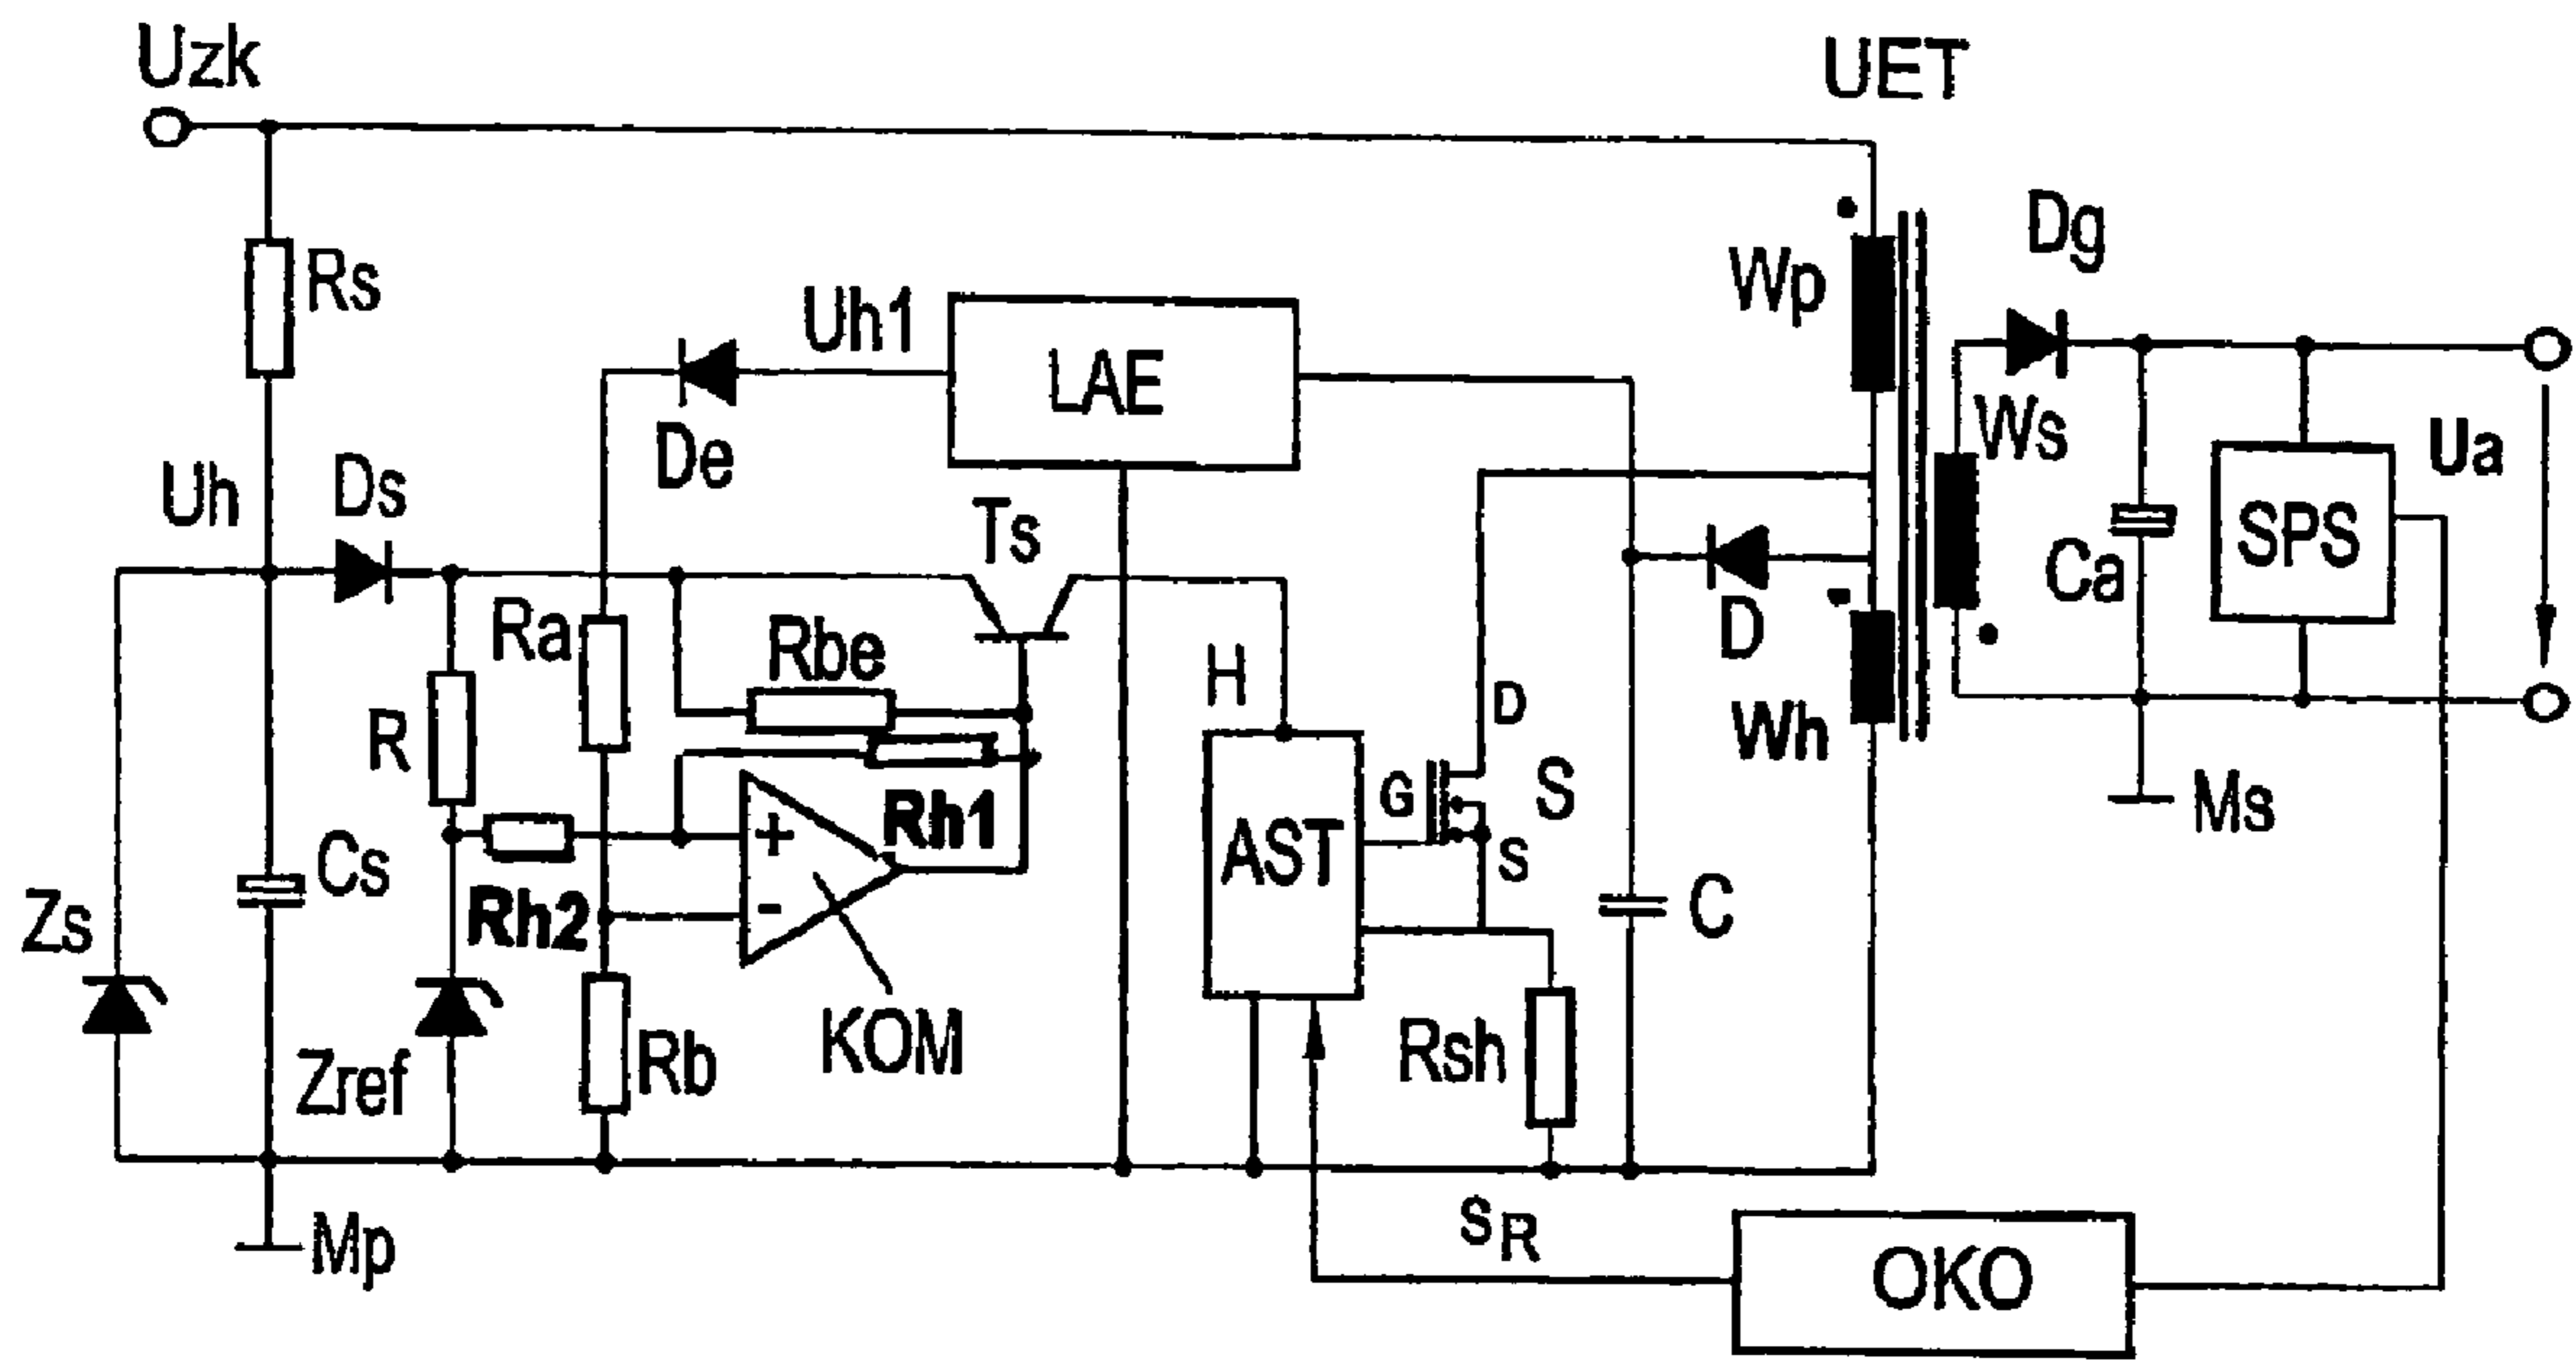 Uzk
UET
Dg
Rs
Uh1
LAE
Wp
Ws
Ua
De
Uh
Ds
Ts
SPS
Ca
Ra
Rbe
H
D
D
R
Wh
G
S
Rh1
+
AST
S
Ms
Cs
Zs
Rh2
-
C
KOM
Rsh
Rb
Zref
Mp
sR
OKO